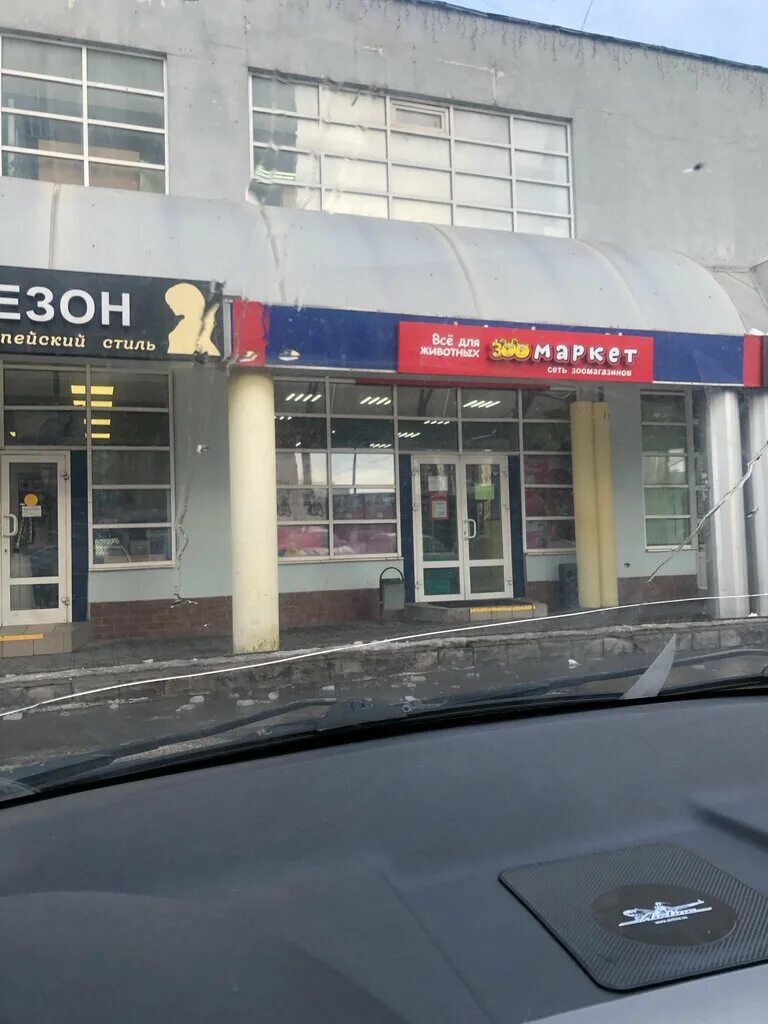 ЕЗОН
пейский стиль
Всё для
животных
зоомаркет
сеть зоомагазинов